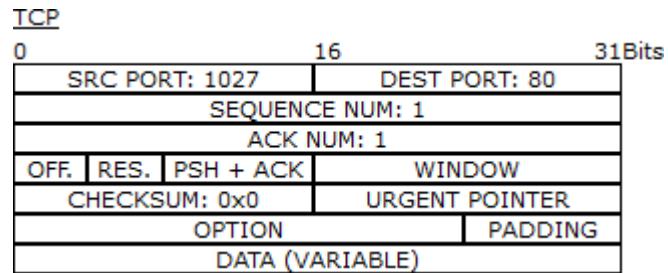 TCP
0 16 31Bits
SRC PORT: 1027 DEST PORT: 80
SEQUENCE NUM: 1
ACK NUM: 1
OFF. RES. PSH + ACK WINDOW
CHECKSUM: 0x0 URGENT POINTER
OPTION PADDING
DATA (VARIABLE)